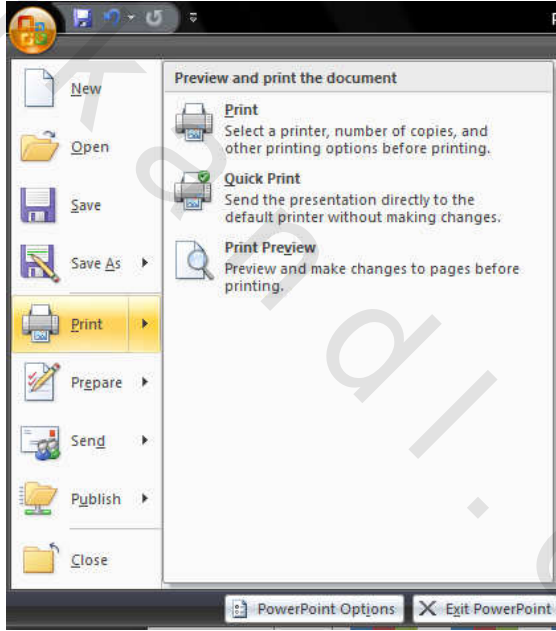 P
New
Open
Save
Save As
Print
Prepare
Send
Publish
Close
Preview and print the document
Print
Select a printer, number of copies, and
other printing options before printing.
Quick Print
Send the presentation directly to the
default printer without making changes.
Print Preview
Preview and make changes to pages before
printing.
PowerPoint Options
Exit PowerPoint